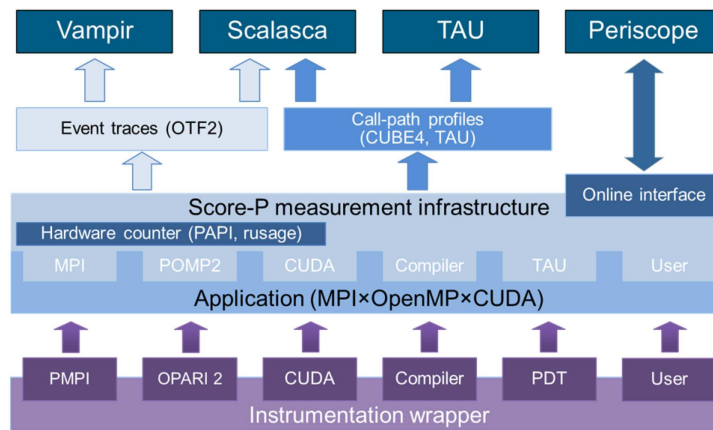 Vampir
Scalasca
TAU
Periscope
Event traces (OTF2)
Call-path profiles
(CUBE4, TAU)
Online interface
Score-P measurement infrastructure
Hardware counter (PAPI, rusage)
MPI
POMP2
CUDA
Compiler
TAU
User
Application (MPI×OpenMP×CUDA)
PMPI
OPARI 2
CUDA
Compiler
PDT
User
Instrumentation wrapper